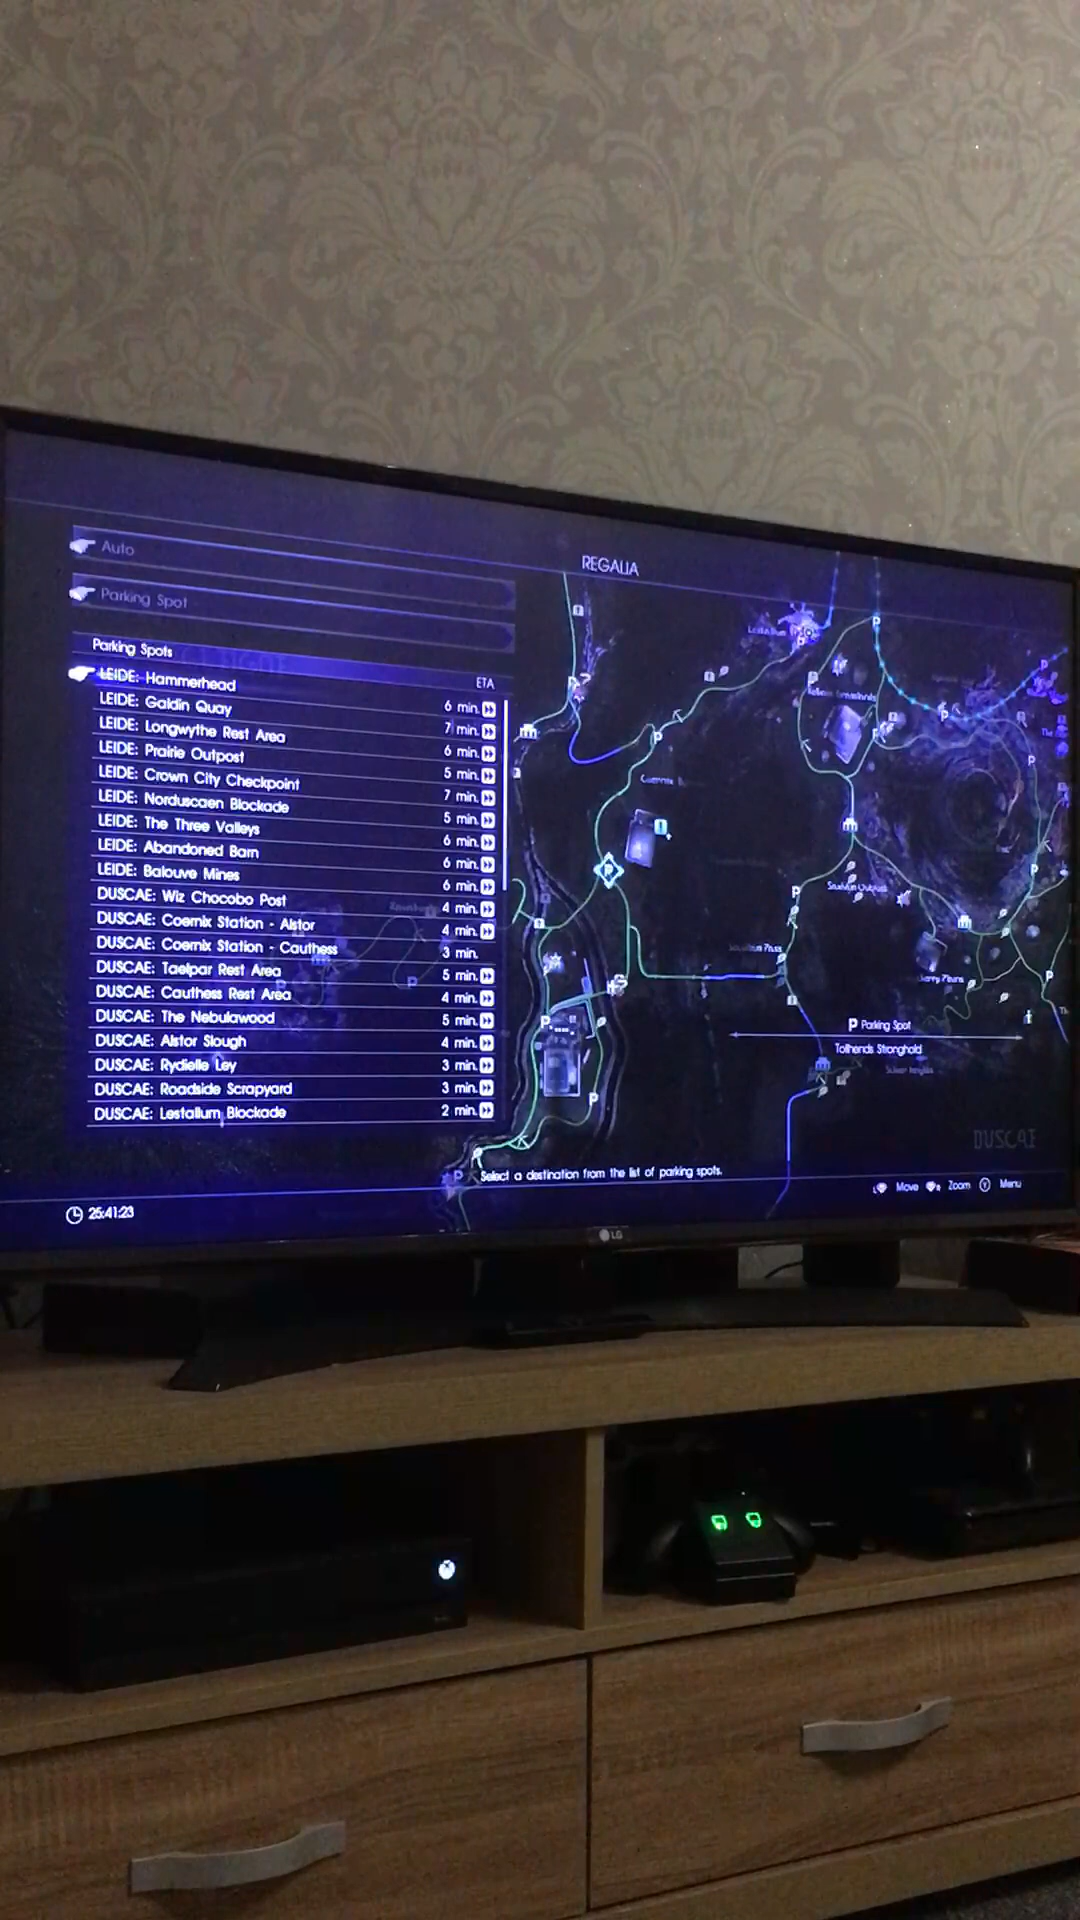 REGALIA
Auto
Parking Spot
Parking Spots
ETA
LEIDE: Hammerhead 6 min.
LEIDE: Galdin Quay 7 min.
LEIDE: Longwythe Rest Area 6 min.
LEIDE: Prairie Outpost 5 min.
LEIDE: Crown City Checkpoint 7 min.
LEIDE: Norduscaen Blockade 5 min.
LEIDE: The Three Valleys 6 min.
LEIDE: Abandoned Barn 6 min.
LEIDE: Balouve Mines 6 min.
DUSCAE: Wiz Chocobo Post 4 min.
DUSCAE: Coernix Station - Alstor 4 min.
DUSCAE: Coernix Station - Cauthess 3 min.
DUSCAE: Taelpar Rest Area 5 min.
DUSCAE: Cauthess Rest Area 4 min.
DUSCAE: The Nebulawood 5 min.
DUSCAE: Alstor Slough 4 min.
DUSCAE: Rydielle Ley 3 min.
DUSCAE: Roadside Scrapyard 3 min.
DUSCAE: Lestallum Blockade 2 min.
P Parking Spot
Tollhends Stronghold
DUSCAE
Select a destination from the list of parking spots.
L Move R Zoom Y Menu
25:41:23
LG